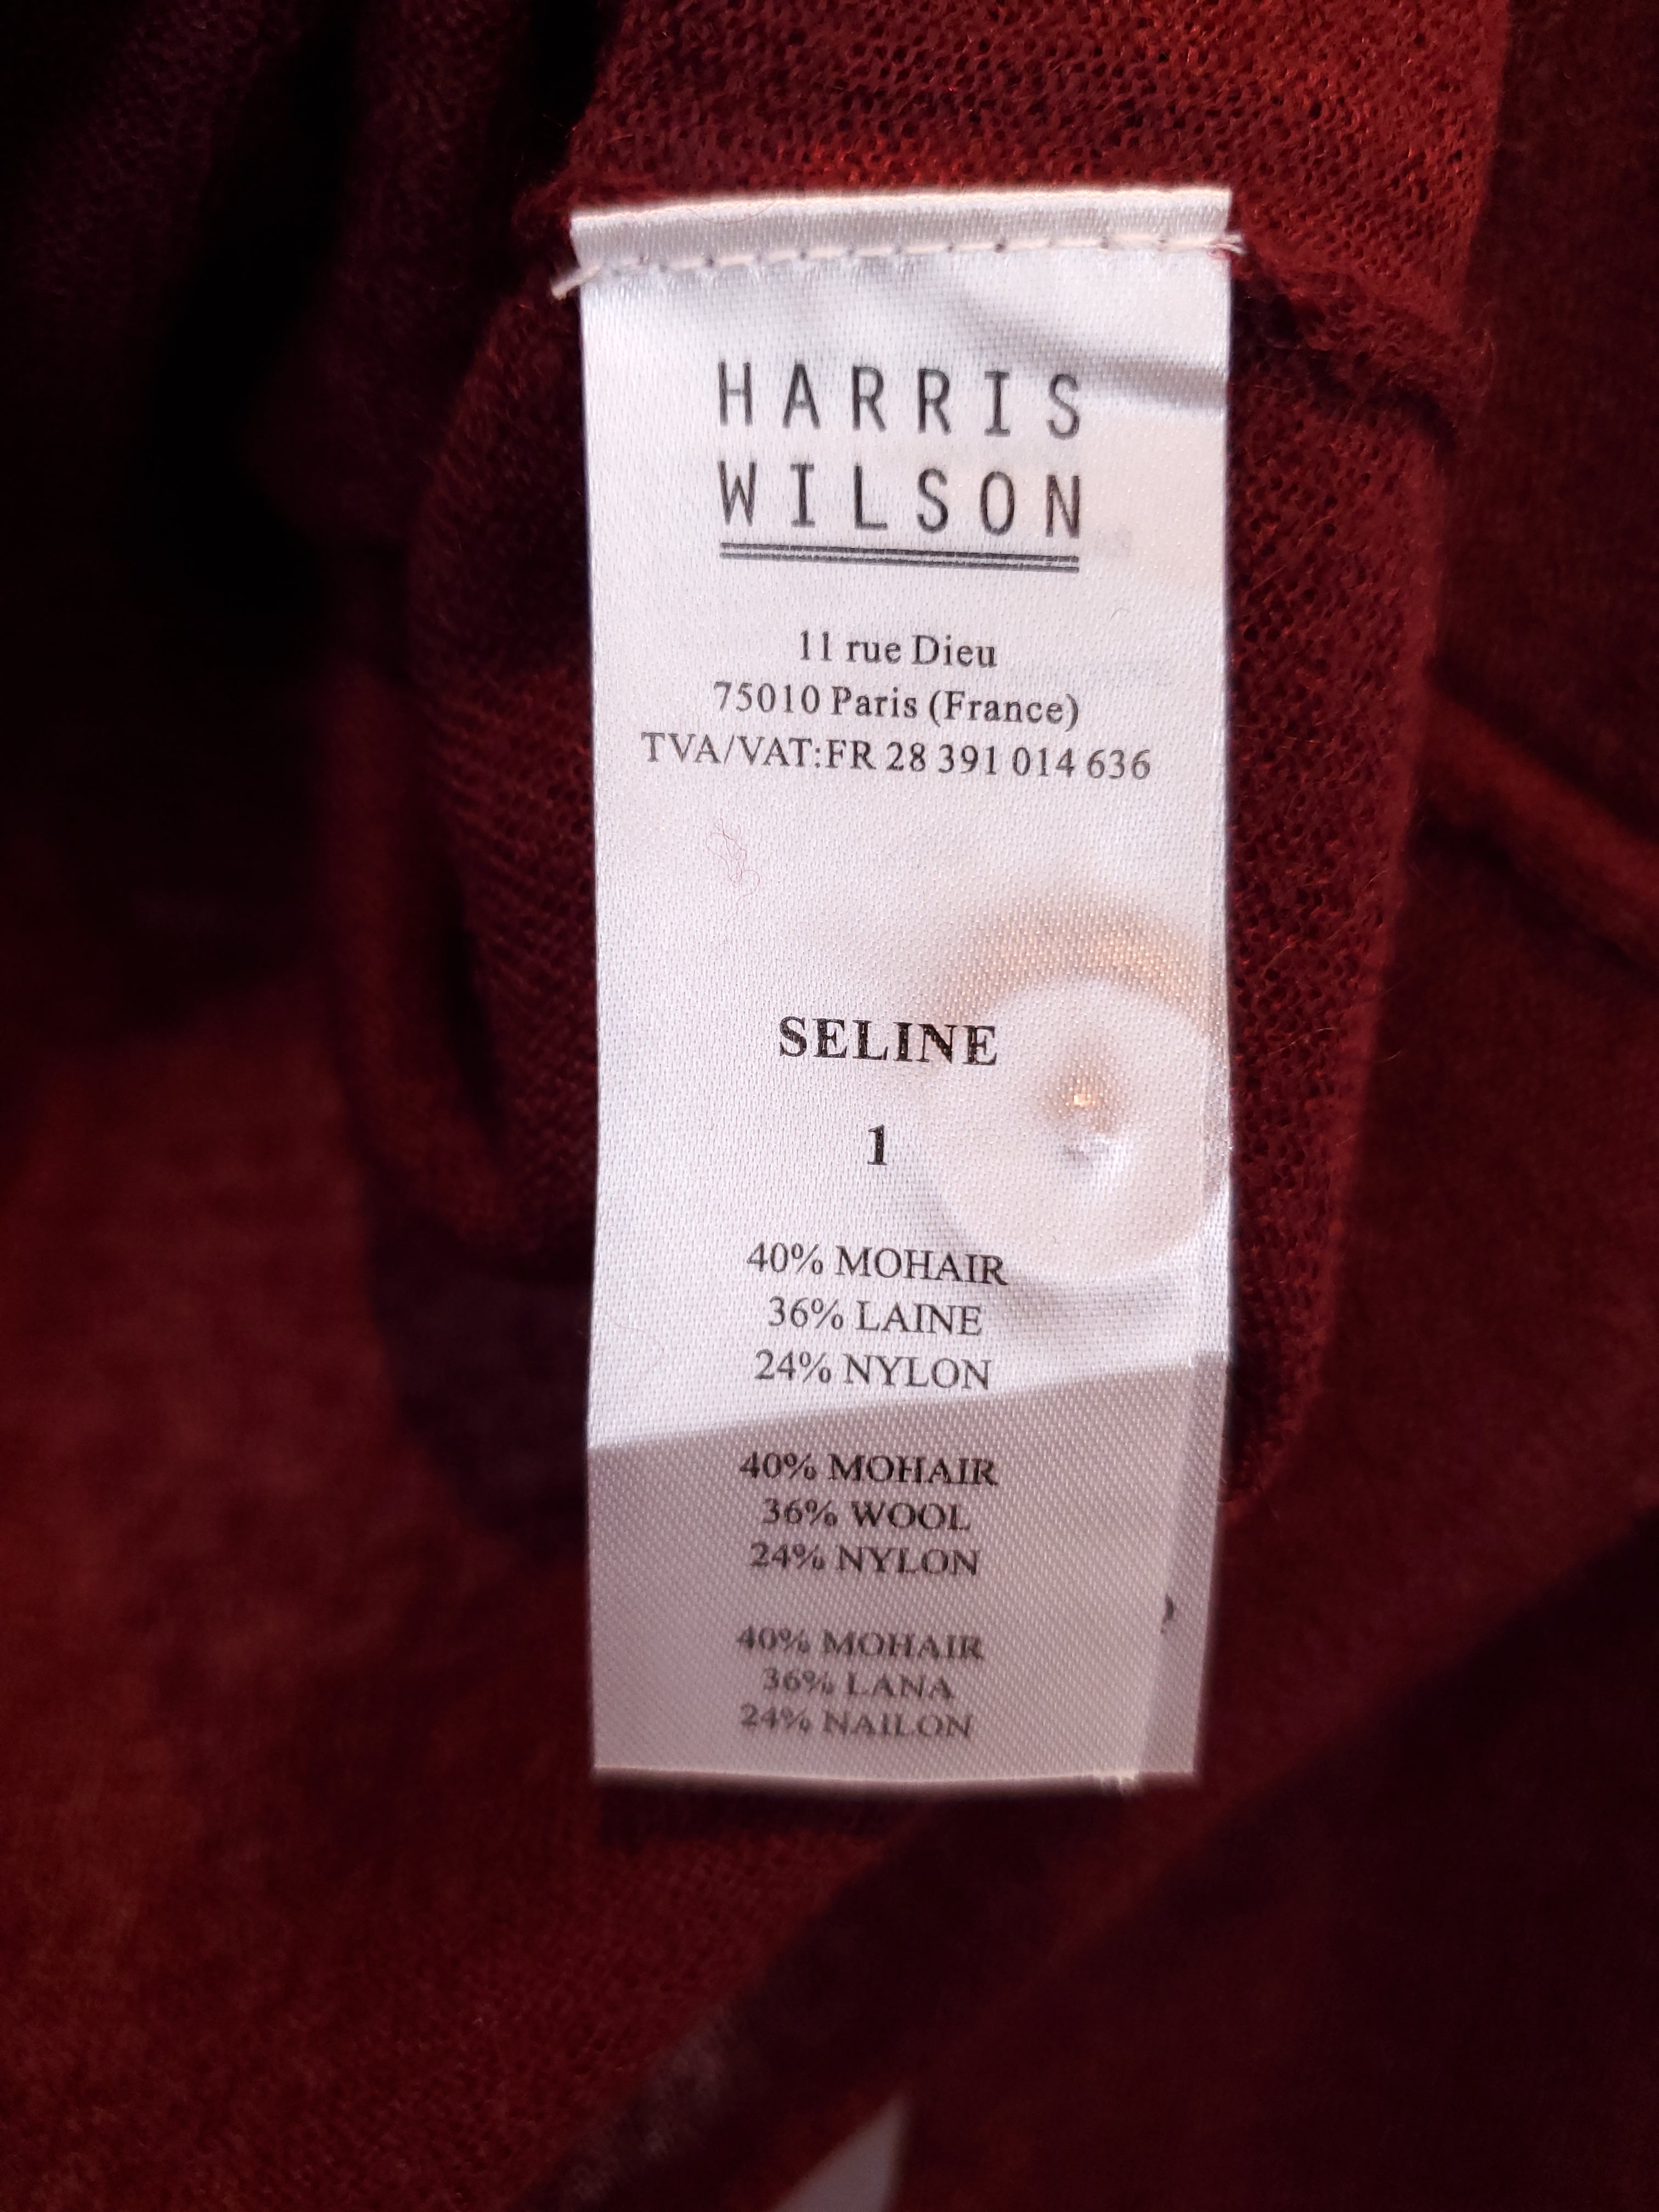 HARRIS
WILSON
11 rue Dieu
75010 Paris (France)
TVA/VAT:FR 28 391 014 636
SELINE
1
40% MOHAIR
36% LAINE
24% NYLON
40% MOHAIR
36% WOOL
24% NYLON
40% MOHAIR
36% LANA
24% NAILON